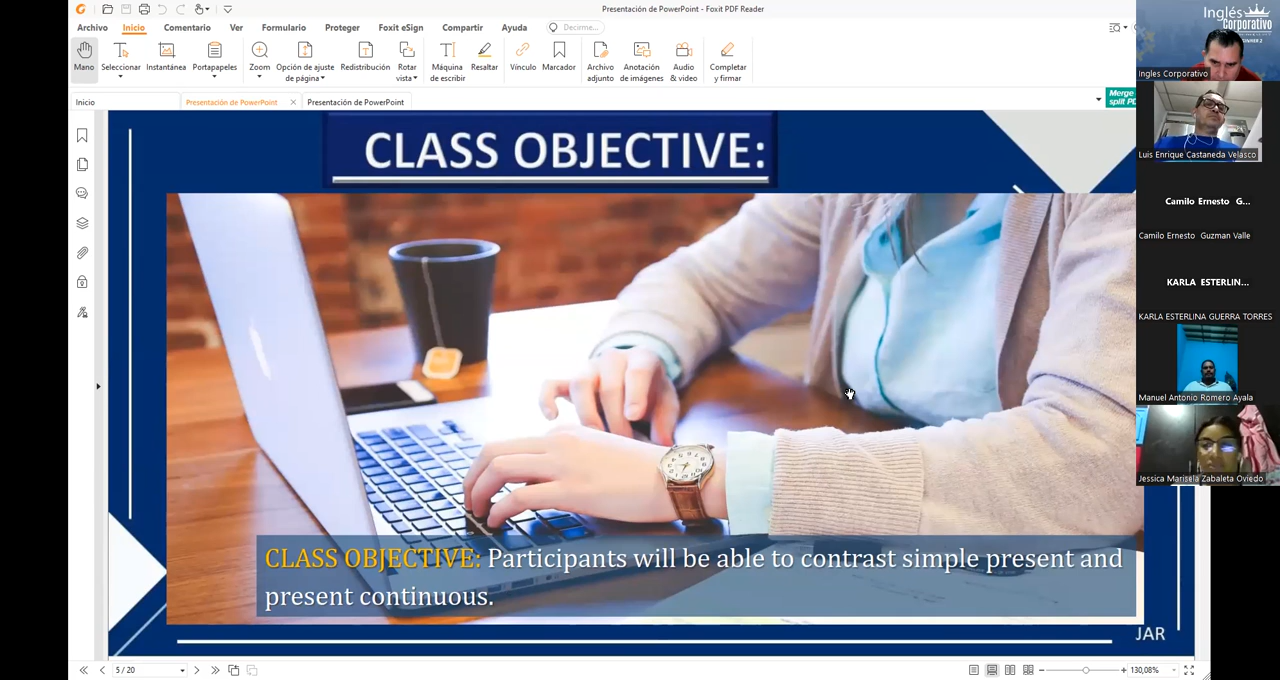 Presentación de PowerPoint - Foxit PDF Reader
Archivo Inicio Comentario Ver Formulario Proteger Foxit eSign Compartir Ayuda Decirme...
Mano
Seleccionar
Instantánea
Portapapeles
Zoom
Opción de ajuste
de página
Redistribución
Rotar
vista
Máquina
de escribir
Resaltar
Vínculo
Marcador
Archivo
adjunto
Anotación
de imágenes
Audio
& video
Completar
y firmar
Inicio
Presentación de PowerPoint
Presentación de PowerPoint
Merge
split PD
CLASS OBJECTIVE:
CLASS OBJECTIVE: Participants will be able to contrast simple present and
present continuous.
JAR
5 / 20
130,08%
Inglés
Corporativo
Ingles Corporativo
Luis Enrique Castaneda Velasco
Camilo Ernesto G...
Camilo Ernesto Guzman Valle
KARLA ESTERLIN...
KARLA ESTERLINA GUERRA TORRES
Manuel Antonio Romero Ayala
Jessica Marisela Zabaleta Oviedo